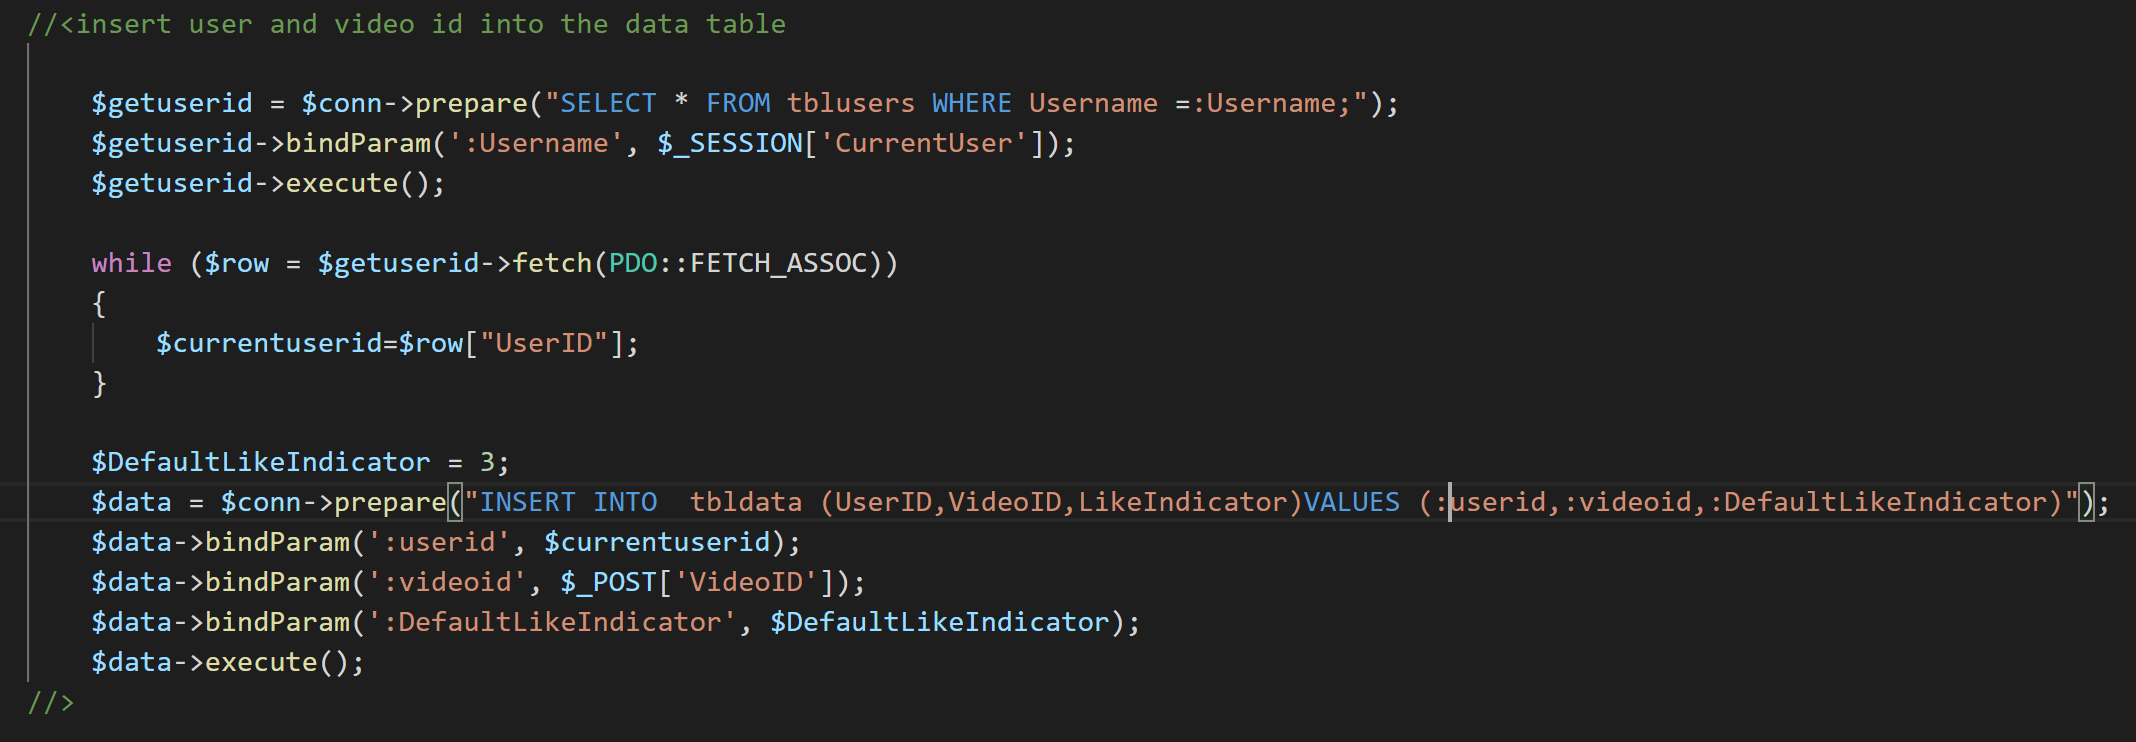 //<insert user and video id into the data table
$getuserid = $conn->prepare("SELECT * FROM tblusers WHERE Username =:Username;");
$getuserid->bindParam(':Username', $_SESSION['CurrentUser']);
$getuserid->execute();
while ($row = $getuserid->fetch(PDO::FETCH_ASSOC))
{
$currentuserid=$row["UserID"];
}
$DefaultLikeIndicator = 3;
$data = $conn->prepare("INSERT INTO  tbldata (UserID,VideoID,LikeIndicator)VALUES (:userid,:videoid,:DefaultLikeIndicator)");
$data->bindParam(':userid', $currentuserid);
$data->bindParam(':videoid', $_POST['VideoID']);
$data->bindParam(':DefaultLikeIndicator', $DefaultLikeIndicator);
$data->execute();
//>